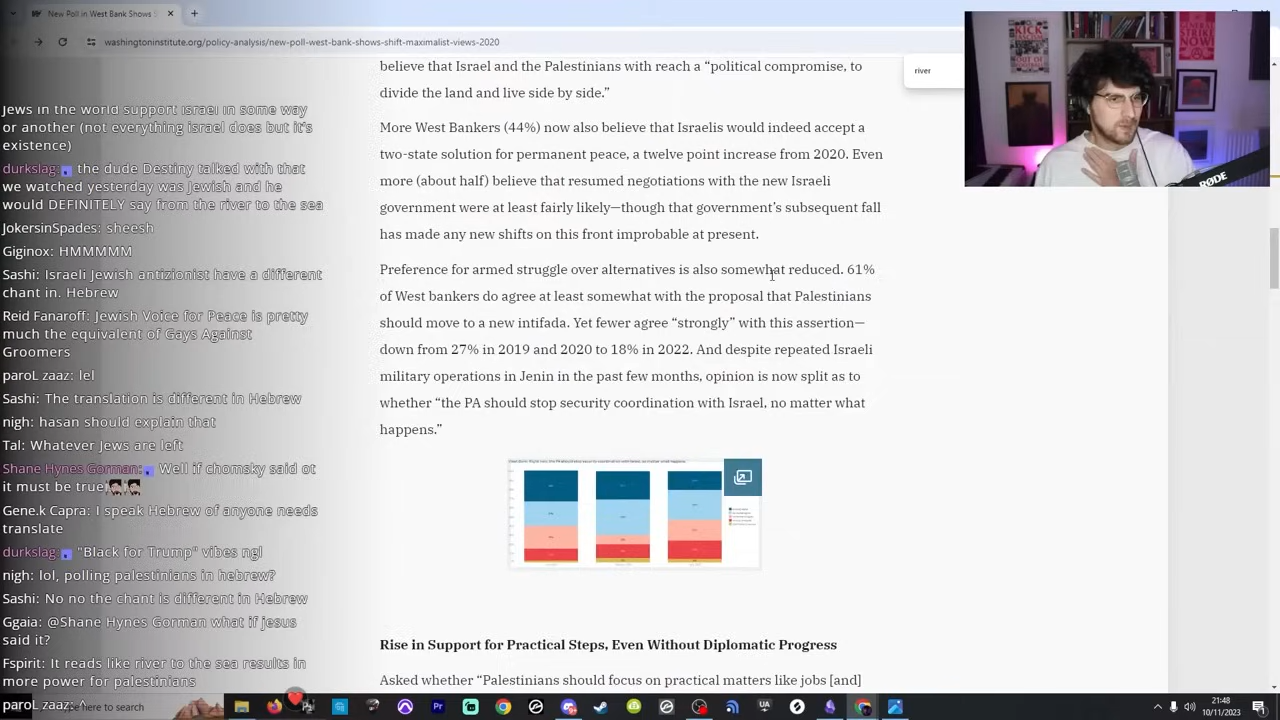 New Poll in West Bank Shows S
washingtoninstitute.org/policy-analysis/new-poll-west-bank-shows-shift-maximalist-views-2020
river
KICK
FASCISM
GENERAL
STRIKE
NOW!
RØDE
believe that Israelis and the Palestinians with reach a “political compromise, to
divide the land and live side by side.”
More West Bankers (44%) now also believe that Israelis would indeed accept a
two-state solution for permanent peace, a twelve point increase from 2020. Even
more (about half) believe that resumed negotiations with the new Israeli
government were at least fairly likely—though that government’s subsequent fall
has made any new shifts on this front improbable at present.
Preference for armed struggle over alternatives is also somewhat reduced. 61%
of West bankers do agree at least somewhat with the proposal that Palestinians
should move to a new intifada. Yet fewer agree “strongly” with this assertion—
down from 27% in 2019 and 2020 to 18% in 2022. And despite repeated Israeli
military operations in Jenin in the past few months, opinion is now split as to
whether “the PA should stop security coordination with Israel, no matter what
happens.”
Rise in Support for Practical Steps, Even Without Diplomatic Progress
Asked whether “Palestinians should focus on practical matters like jobs [and]
Jews in the world support israel in some way
or another (not everything israel does but it's
existence)
durkslag: the dude Destiny talked with that
we watched yesterday was Jewish and he
would DEFINITELY say from the river to the sea
JokersinSpades: sheesh
Giginox: HMMMMM
Sashi: Israeli Jewish antizionist have a different
chant in. Hebrew
Reid Fanaroff: Jewish Voice for Peace is pretty
much the equivalent of Gays Against
Groomers
paroL zaaz: lel
Sashi: The translation is different in Hebrew
nigh: hasan should explain that
Tal: Whatever Jews are left
Shane Hynes Gorman: Well if chomsky said ot
it must be true
Gene.k Capra: I speak Hebrew of anyone needs
translate
durkslag: "Black for Trump" vibes ngl
nigh: lol, polling palestinians in hebrew?
Sashi: No no the chant is different in Hebrew
Ggaia: @Shane Hynes Gorman what if jesus
said it?
Fspirit: It reads like river to the sea results in
more power for palestinians
paroL zaaz: ^
here to search
21:48
10/11/2023